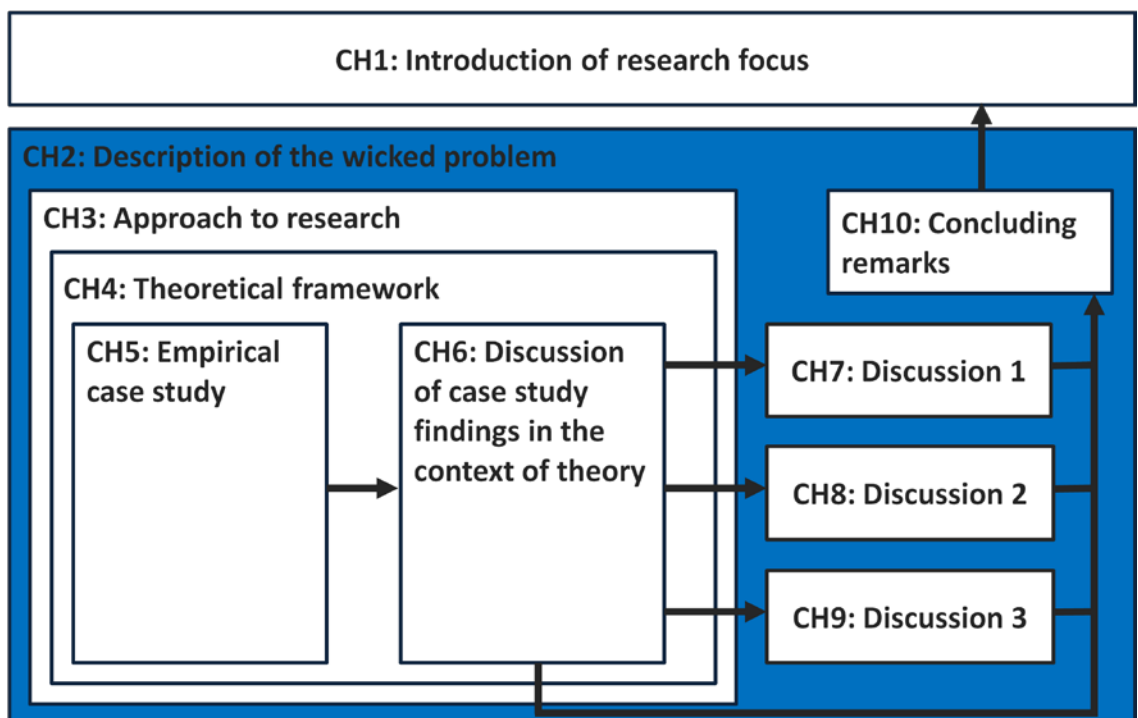 CH1: Introduction of research focus
CH2: Description of the wicked problem
CH3: Approach to research
CH4: Theoretical framework
CH5: Empirical
case study
CH6: Discussion
of case study
findings in the
context of theory
CH10: Concluding
remarks
CH7: Discussion 1
CH8: Discussion 2
CH9: Discussion 3